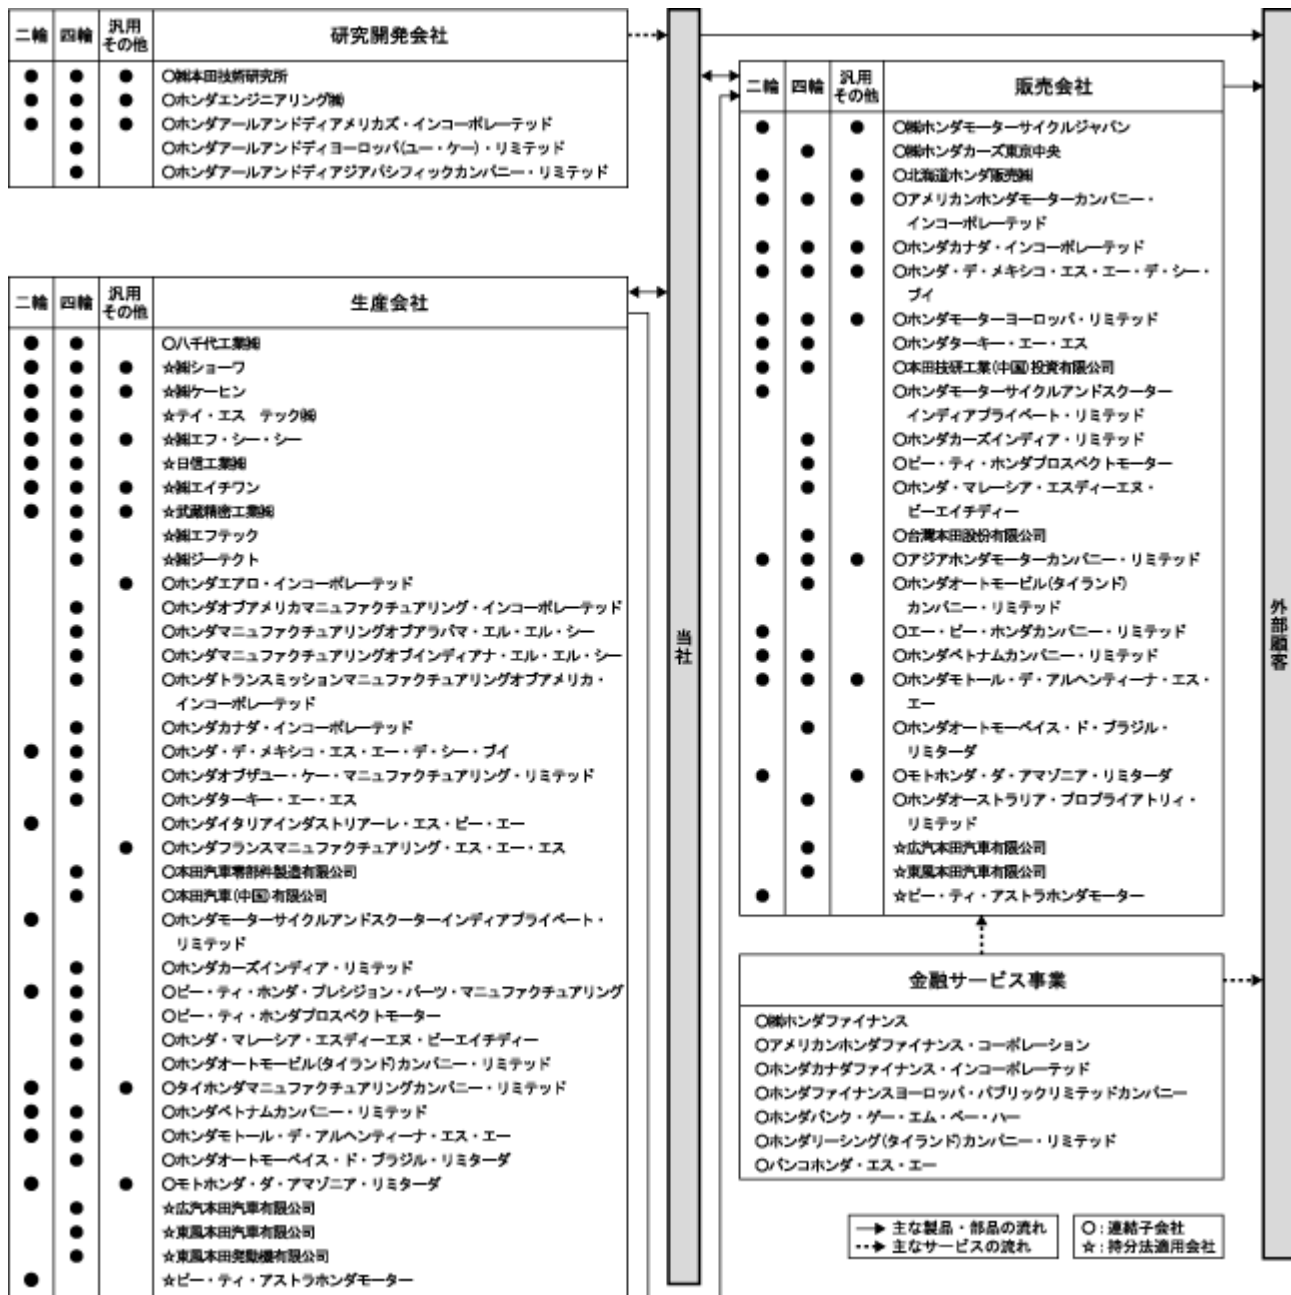 二輪 四輪 汎用その他 研究開発会社
○㈱本田技術研究所
○ホンダエンジニアリング㈱
○ホンダアールアンドディアメリカズ・インコーポレーテッド
○ホンダアールアンドディヨーロッパ(ユー・ケー)・リミテッド
○ホンダアールアンドディアジアパシフィックカンパニー・リミテッド
二輪 四輪 汎用その他 生産会社
○八千代工業㈱
☆㈱ショーワ
☆㈱ケーヒン
☆テイ・エス テック㈱
☆㈱エフ・シー・シー
☆日信工業㈱
☆㈱エイチワン
☆武蔵精密工業㈱
☆㈱エフテック
☆㈱ジーテクト
○ホンダエアロ・インコーポレーテッド
○ホンダオブアメリカマニュファクチュアリング・インコーポレーテッド
○ホンダマニュファクチュアリングオブアラバマ・エル・エル・シー
○ホンダマニュファクチュアリングオブインディアナ・エル・エル・シー
○ホンダトランスミッションマニュファクチュアリングオブアメリカ・
インコーポレーテッド
○ホンダカナダ・インコーポレーテッド
○ホンダ・デ・メキシコ・エス・エー・デ・シー・ブイ
○ホンダオブザユー・ケー・マニュファクチュアリング・リミテッド
○ホンダターキー・エー・エス
○ホンダイタリアインダストリアーレ・エス・ピー・エー
○ホンダフランスマニュファクチュアリング・エス・エー・エス
○本田汽車零部件製造有限公司
○本田汽車(中国)有限公司
○ホンダモーターサイクルアンドスクーターインディアプライベート・
リミテッド
○ホンダカーズインディア・リミテッド
○ピー・ティ・ホンダ・プレシジョン・パーツ・マニュファクチュアリング
○ピー・ティ・ホンダプロスペクトモーター
○ホンダ・マレーシア・エスディーエヌ・ビーエイチディー
○ホンダオートモービル(タイランド)カンパニー・リミテッド
○タイホンダマニュファクチュアリングカンパニー・リミテッド
○ホンダベトナムカンパニー・リミテッド
○ホンダモトール・デ・アルヘンティーナ・エス・エー
○ホンダオートモーベイス・ド・ブラジル・リミターダ
○モトホンダ・ダ・アマゾニア・リミターダ
☆広汽本田汽車有限公司
☆東風本田汽車有限公司
☆東風本田発動機有限公司
☆ピー・ティ・アストラホンダモーター
当社
二輪 四輪 汎用その他 販売会社
○㈱ホンダモーターサイクルジャパン
○㈱ホンダカーズ東京中央
○北海道ホンダ販売㈱
○アメリカンホンダモーターカンパニー・
インコーポレーテッド
○ホンダカナダ・インコーポレーテッド
○ホンダ・デ・メキシコ・エス・エー・デ・シー・
ブイ
○ホンダモーターヨーロッパ・リミテッド
○ホンダターキー・エー・エス
○本田技研工業(中国)投資有限公司
○ホンダモーターサイクルアンドスクーター
インディアプライベート・リミテッド
○ホンダカーズインディア・リミテッド
○ピー・ティ・ホンダプロスペクトモーター
○ホンダ・マレーシア・エスディーエヌ・
ビーエイチディー
○台灣本田股份有限公司
○アジアホンダモーターカンパニー・リミテッド
○ホンダオートモービル(タイランド)
カンパニー・リミテッド
○エー・ピー・ホンダカンパニー・リミテッド
○ホンダベトナムカンパニー・リミテッド
○ホンダモトール・デ・アルヘンティーナ・エス・
エー
○ホンダオートモーベイス・ド・ブラジル・
リミターダ
○モトホンダ・ダ・アマゾニア・リミターダ
○ホンダオーストラリア・プロプライアトリィ・
リミテッド
☆広汽本田汽車有限公司
☆東風本田汽車有限公司
☆ピー・ティ・アストラホンダモーター
金融サービス事業
○㈱ホンダファイナンス
○アメリカンホンダファイナンス・コーポレーション
○ホンダカナダファイナンス・インコーポレーテッド
○ホンダファイナンスヨーロッパ・パブリックリミテッドカンパニー
○ホンダバンク・ゲー・エム・ベー・ハー
○ホンダリーシング(タイランド)カンパニー・リミテッド
○バンコホンダ・エス・エー
主な製品・部品の流れ
主なサービスの流れ
○:連結子会社
☆:持分法適用会社
外部顧客